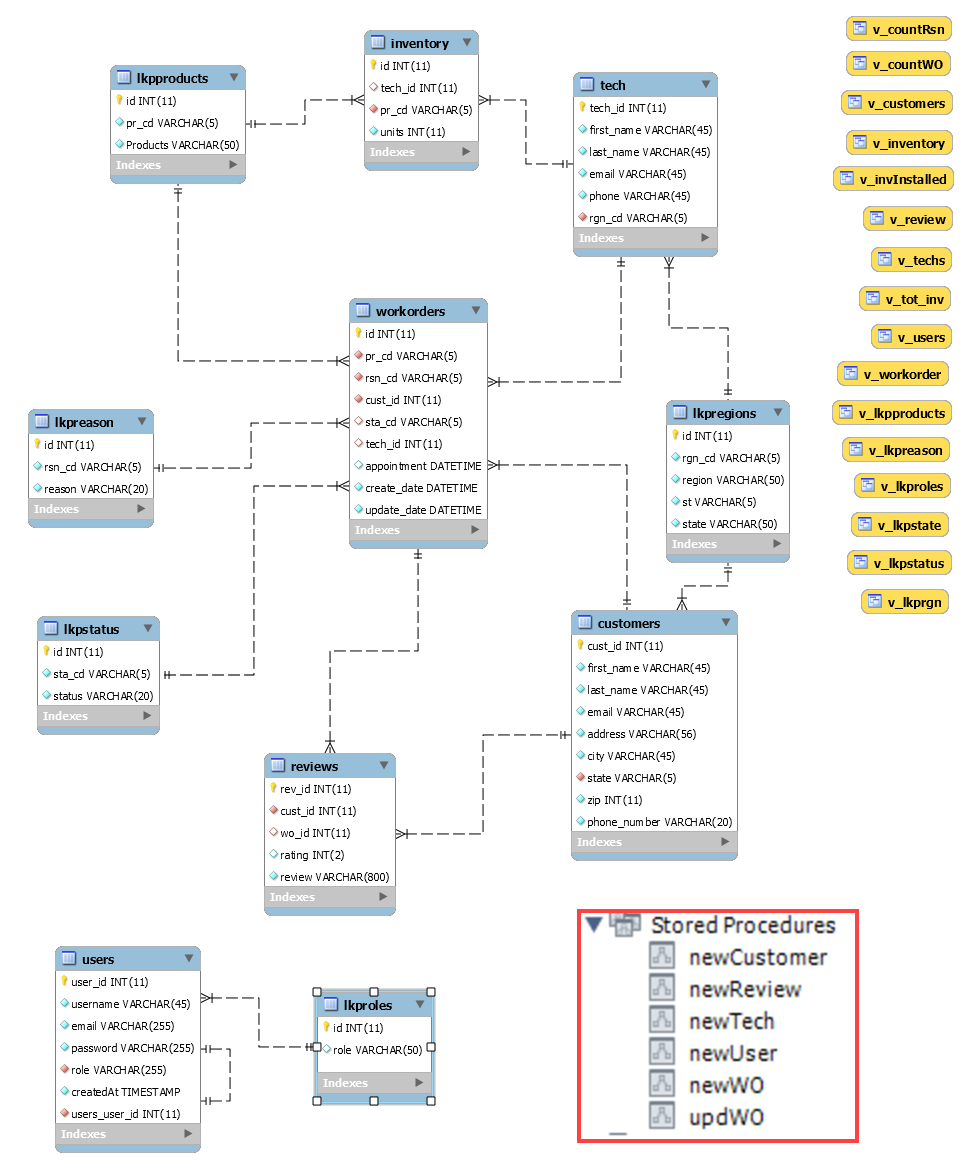 lkpproducts
id INT(11)
pr_cd VARCHAR(5)
Products VARCHAR(50)
Indexes
inventory
id INT(11)
tech_id INT(11)
pr_cd VARCHAR(5)
units INT(11)
Indexes
tech
tech_id INT(11)
first_name VARCHAR(45)
last_name VARCHAR(45)
email VARCHAR(45)
phone VARCHAR(45)
rgn_cd VARCHAR(5)
Indexes
workorders
id INT(11)
pr_cd VARCHAR(5)
rsn_cd VARCHAR(5)
cust_id INT(11)
sta_cd VARCHAR(5)
tech_id INT(11)
appointment DATETIME
create_date DATETIME
update_date DATETIME
Indexes
lkpreason
id INT(11)
rsn_cd VARCHAR(5)
reason VARCHAR(20)
Indexes
lkpregions
id INT(11)
rgn_cd VARCHAR(5)
region VARCHAR(50)
st VARCHAR(5)
state VARCHAR(50)
Indexes
lkpstatus
id INT(11)
sta_cd VARCHAR(5)
status VARCHAR(20)
Indexes
customers
cust_id INT(11)
first_name VARCHAR(45)
last_name VARCHAR(45)
email VARCHAR(45)
address VARCHAR(56)
city VARCHAR(45)
state VARCHAR(5)
zip INT(11)
phone_number VARCHAR(20)
Indexes
reviews
rev_id INT(11)
cust_id INT(11)
wo_id INT(11)
rating INT(2)
review VARCHAR(800)
Indexes
users
user_id INT(11)
username VARCHAR(45)
email VARCHAR(255)
password VARCHAR(255)
role VARCHAR(255)
createdAt TIMESTAMP
users_user_id INT(11)
Indexes
lkproles
id INT(11)
role VARCHAR(50)
Indexes
v_countRsn
v_countWO
v_customers
v_inventory
v_invInstalled
v_review
v_techs
v_tot_inv
v_users
v_workorder
v_lkpproducts
v_lkpreason
v_lkproles
v_lkpstate
v_lkpstatus
v_lkprgn
Stored Procedures
newCustomer
newReview
newTech
newUser
newWO
updWO